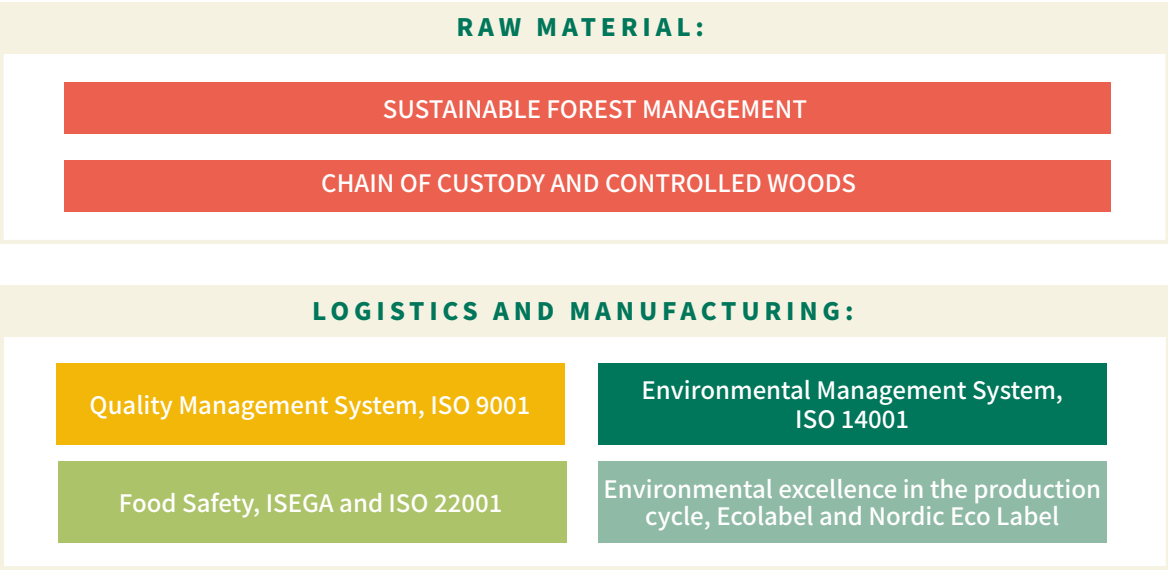 RAW MATERIAL:
SUSTAINABLE FOREST MANAGEMENT
CHAIN OF CUSTODY AND CONTROLLED WOODS
LOGISTICS AND MANUFACTURING:
Quality Management System, ISO 9001
Environmental Management System,
ISO 14001
Food Safety, ISEGA and ISO 22001
Environmental excellence in the production
cycle, Ecolabel and Nordic Eco Label